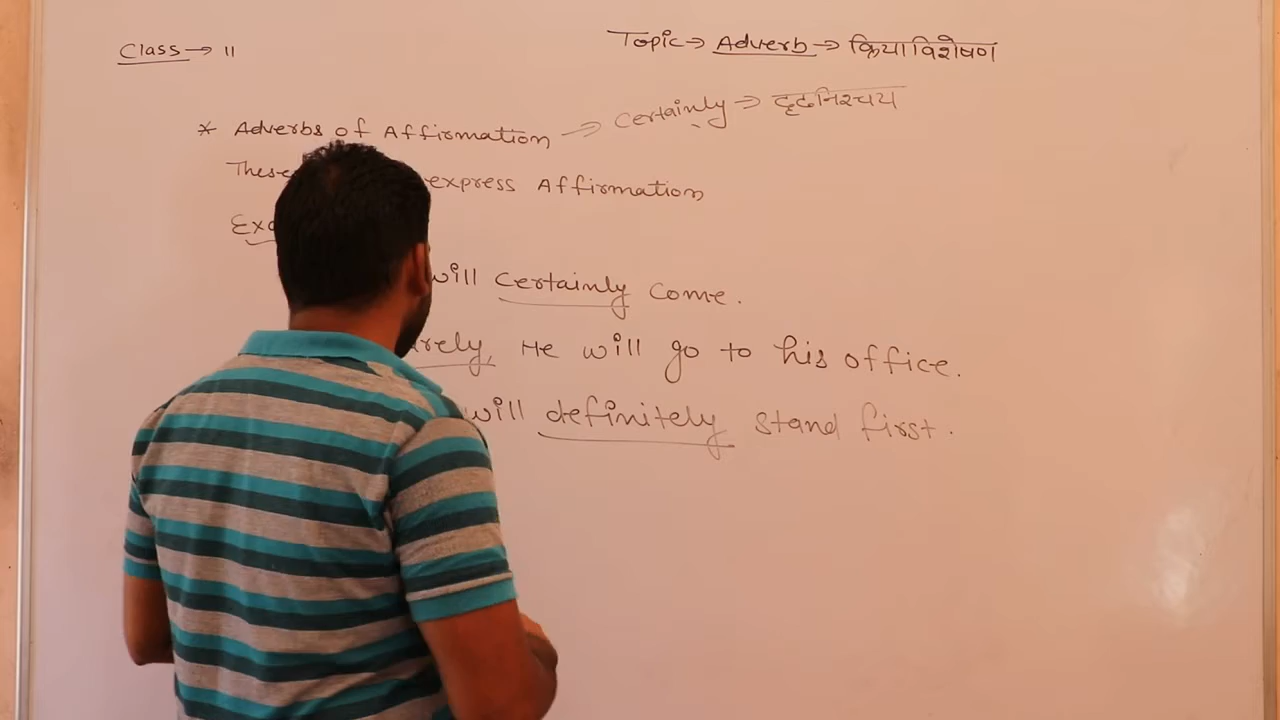 Class → 11
Topic → Adverb → क्रिया विशेषण
* Adverbs of Affirmation → Certainly → दृढ़निश्चय
express Affirmation
will certainly come.
He will go to his office.
will definitely stand first.